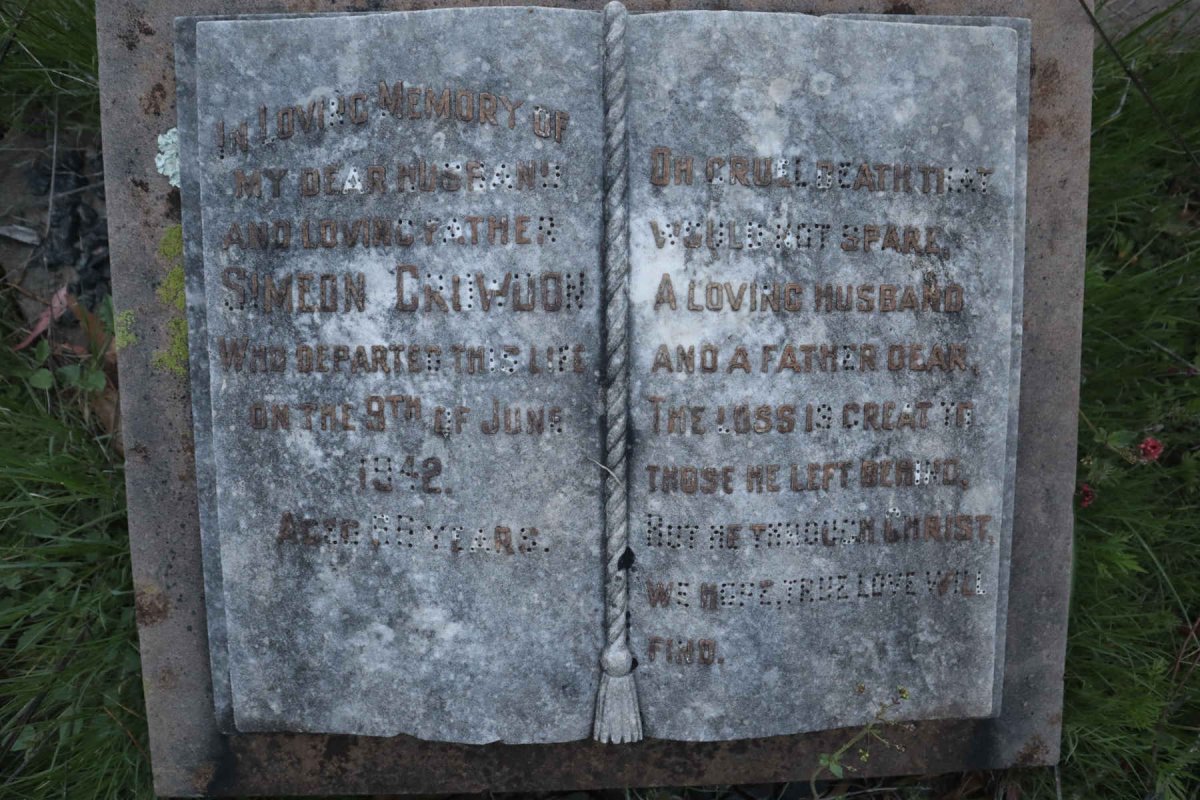 In Loving Memory of
my dear husband
and loving father
Simeon Crowdon
Who departed this life
on the 9th of June
1942.
Aged years.
Oh cruel death that
would not spare,
A loving husband
and a father dear,
The loss is great to
those he left behind,
But he through Christ,
we hope, true love will
find.